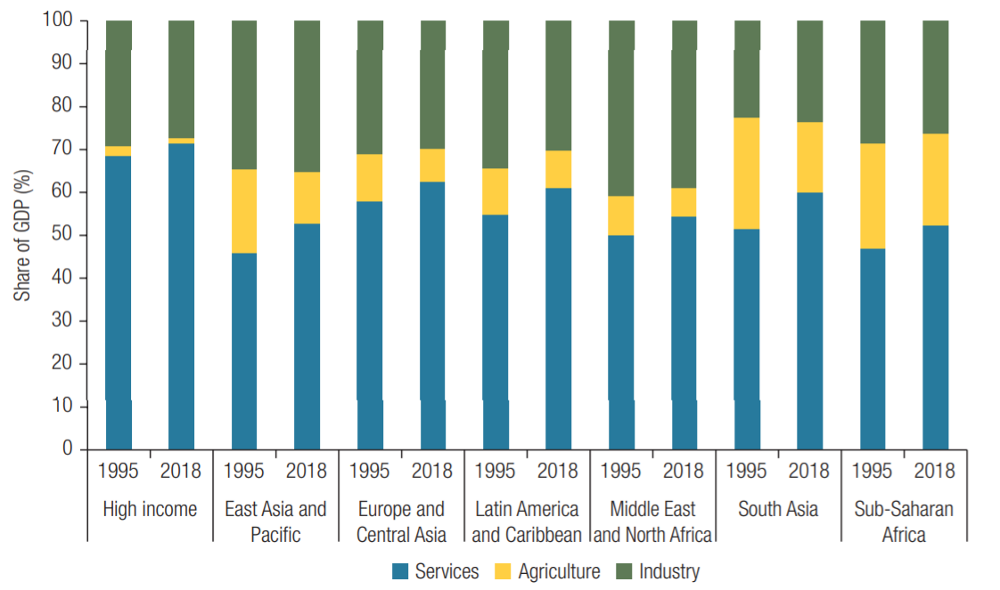 Share of GDP (%)
100
90
80
70
60
50
40
30
20
10
0
1995 2018 1995 2018 1995 2018 1995 2018 1995 2018 1995 2018 1995 2018
High income East Asia and Europe and Latin America Middle East South Asia Sub-Saharan
Pacific Central Asia and Caribbean and North Africa Africa
Services Agriculture Industry